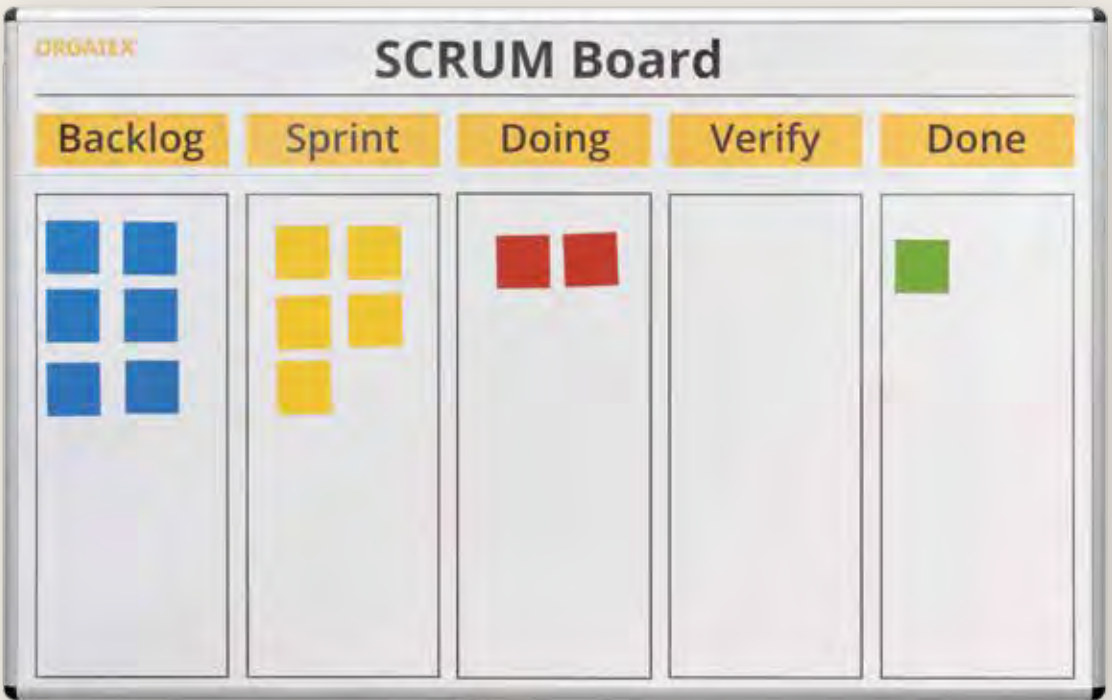 ORGATEX
SCRUM Board
Backlog
Sprint
Doing
Verify
Done